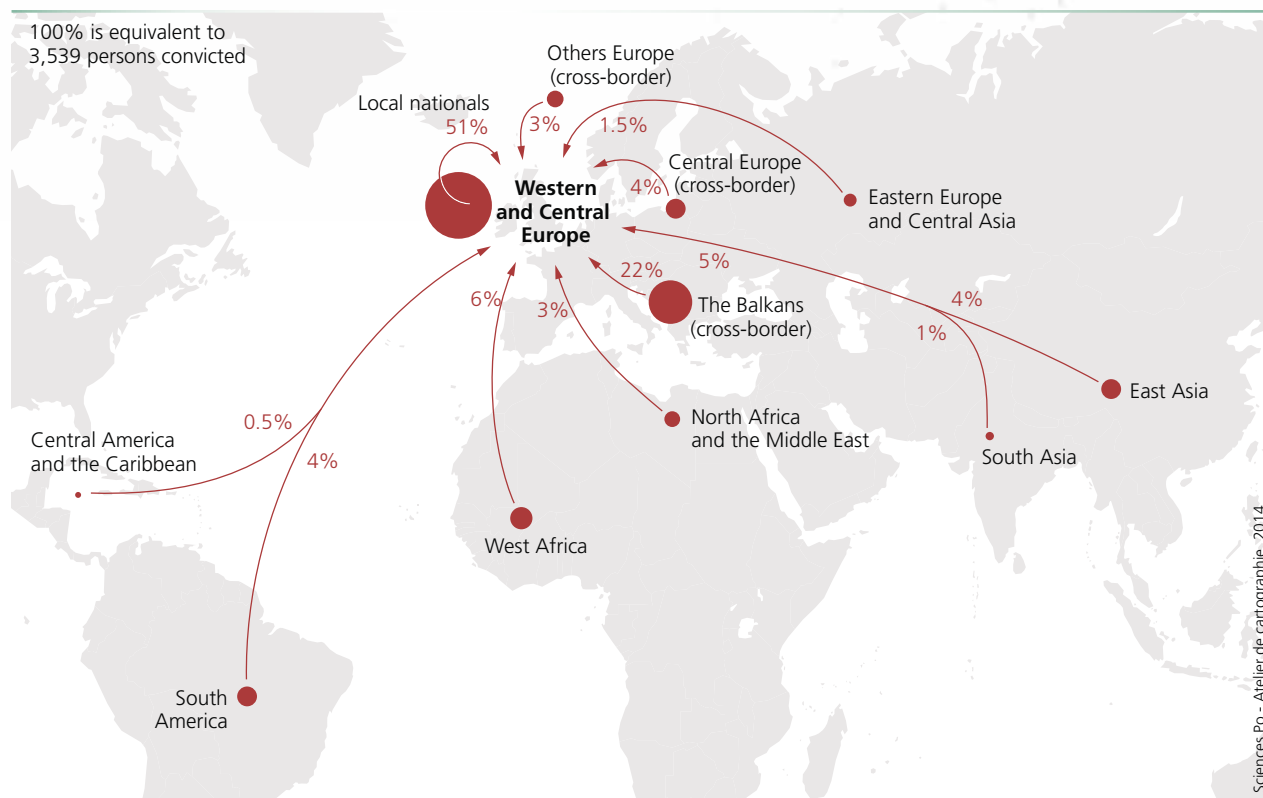 100% is equivalent to
3,539 persons convicted
Others Europe
(cross-border)
3%
Local nationals
51%
1.5%
Central Europe
(cross-border)
4%
Eastern Europe
and Central Asia
Western
and Central
Europe
5%
4%
1%
22%
The Balkans
(cross-border)
6%
3%
East Asia
South Asia
North Africa
and the Middle East
0.5%
Central America
and the Caribbean
4%
West Africa
South
America
Sciences Po - Atelier de cartographie, 2014